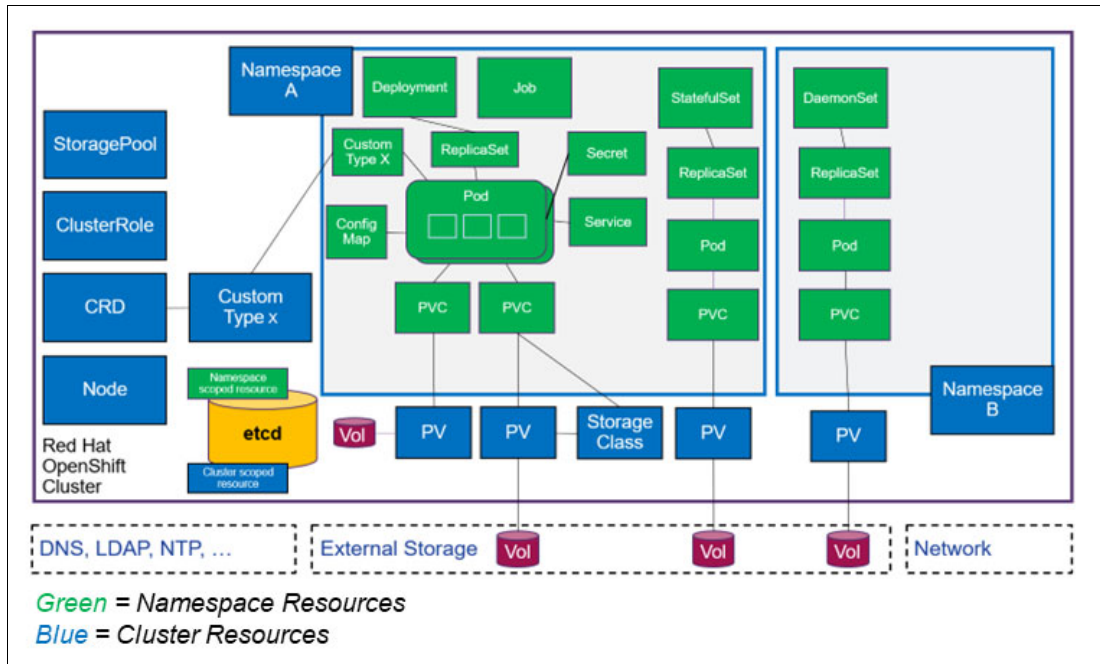 Namespace
A
Deployment
Job
StatefulSet
DaemonSet
StoragePool
Custom
Type X
ReplicaSet
Secret
ReplicaSet
ReplicaSet
Pod
ClusterRole
Config
Map
Service
Pod
Pod
CRD
Custom
Type x
PVC
PVC
PVC
PVC
Node
Namespace
scoped resource
etcd
Cluster scoped
resource
Vol
PV
PV
Storage
Class
PV
PV
Namespace
B
Red Hat
OpenShift
Cluster
DNS, LDAP, NTP, ...
External Storage
Vol
Vol
Vol
Network
Green = Namespace Resources
Blue = Cluster Resources